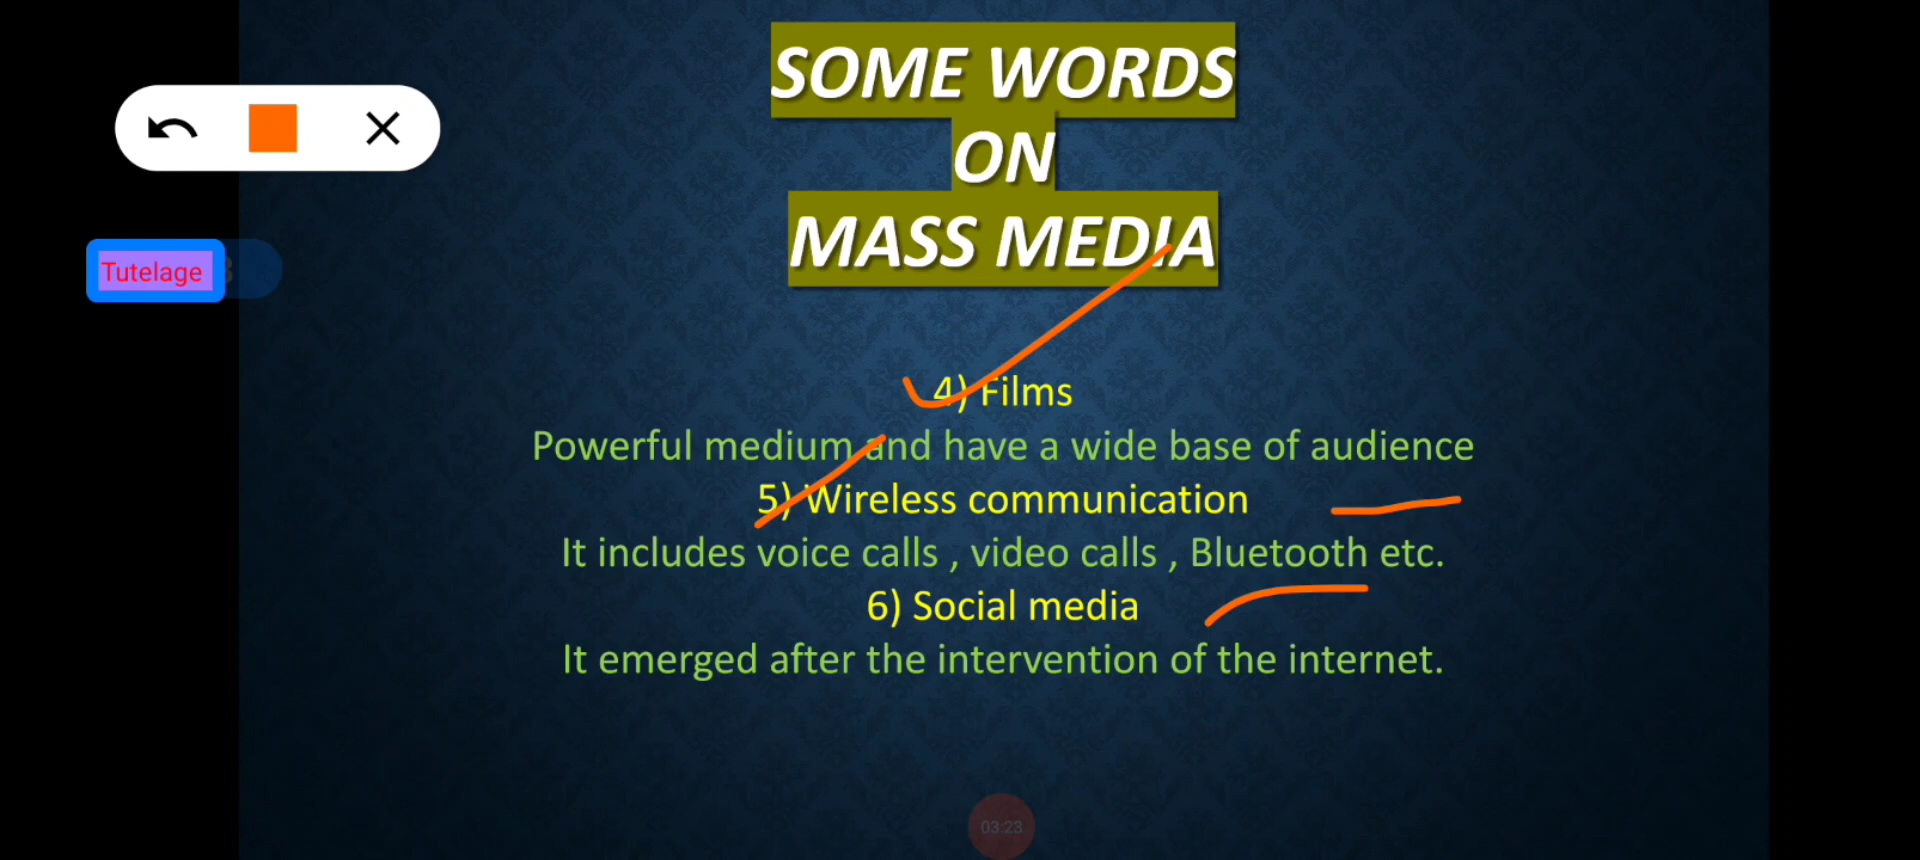 SOME WORDS
ON
MASS MEDIA
Tutelage
4) Films
Powerful medium and have a wide base of audience
5) Wireless communication
It includes voice calls , video calls , Bluetooth etc.
6) Social media
It emerged after the intervention of the internet.
03:23